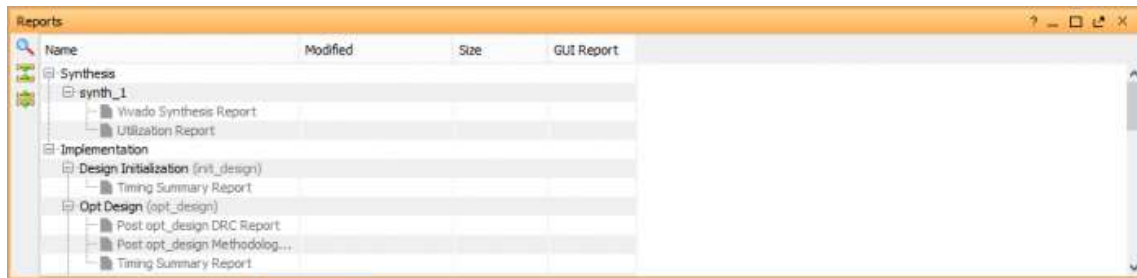 Reports
? _ □ ×
Name Modified Size GUI Report
Synthesis
synth_1
Vivado Synthesis Report
Utilization Report
Implementation
Design Initialization (init_design)
Timing Summary Report
Opt Design (opt_design)
Post opt_design DRC Report
Post opt_design Methodolog...
Timing Summary Report